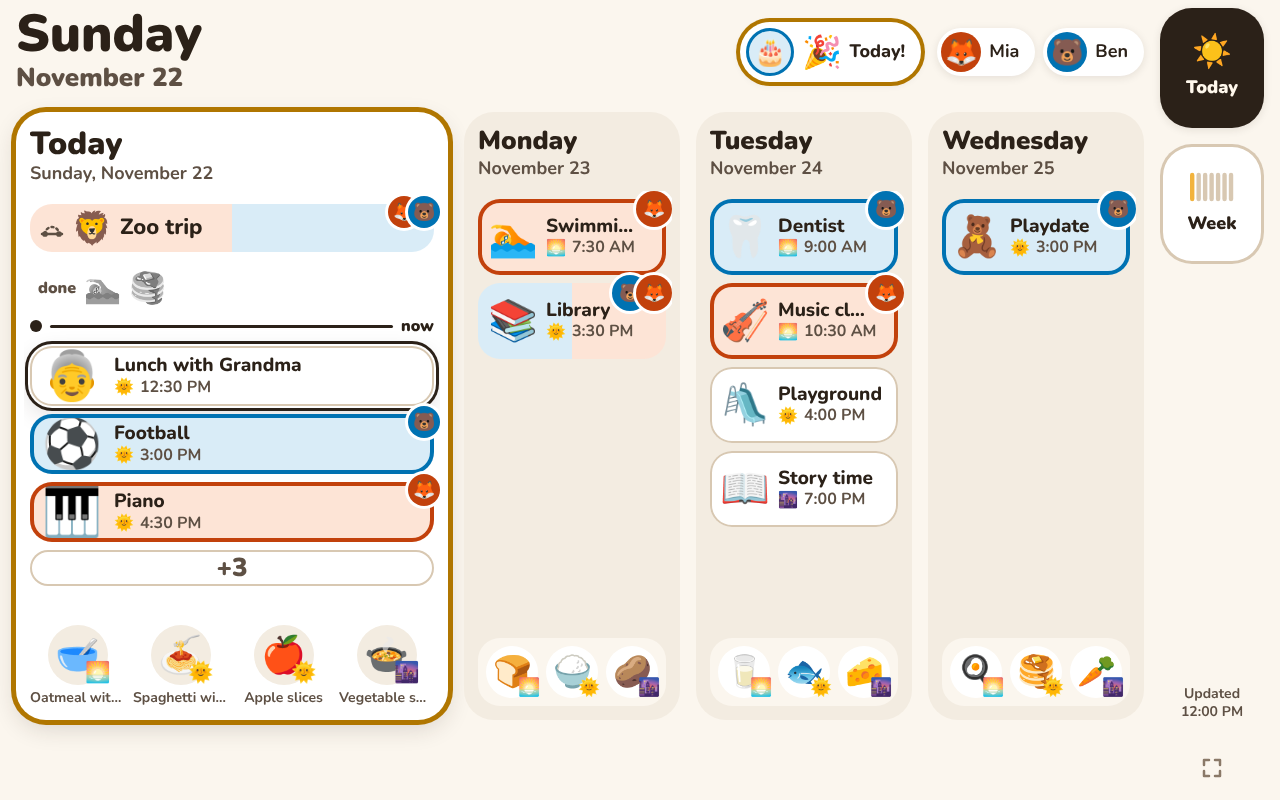 Sunday
November 22
Today!
Mia
Ben
Today
Week
Today
Sunday, November 22
Zoo trip
done
now
Lunch with Grandma
12:30 PM
Football
3:00 PM
Piano
4:30 PM
+3
Oatmeal wit...
Spaghetti wi...
Apple slices
Vegetable s...
Monday
November 23
Swimmi...
7:30 AM
Library
3:30 PM
Tuesday
November 24
Dentist
9:00 AM
Music cl...
10:30 AM
Playground
4:00 PM
Story time
7:00 PM
Wednesday
November 25
Playdate
3:00 PM
Updated
12:00 PM